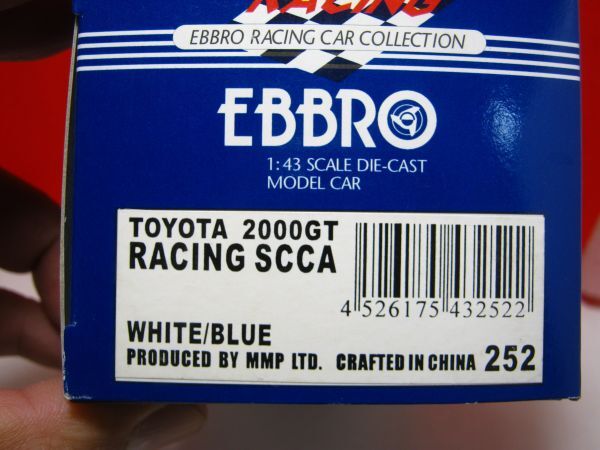 RACING
EBBRO RACING CAR COLLECTION
EBBRO
1:43 SCALE DIE-CAST
MODEL CAR
TOYOTA 2000GT
RACING SCCA
4 526175 432522
WHITE/BLUE
PRODUCED BY MMP LTD. CRAFTED IN CHINA 252